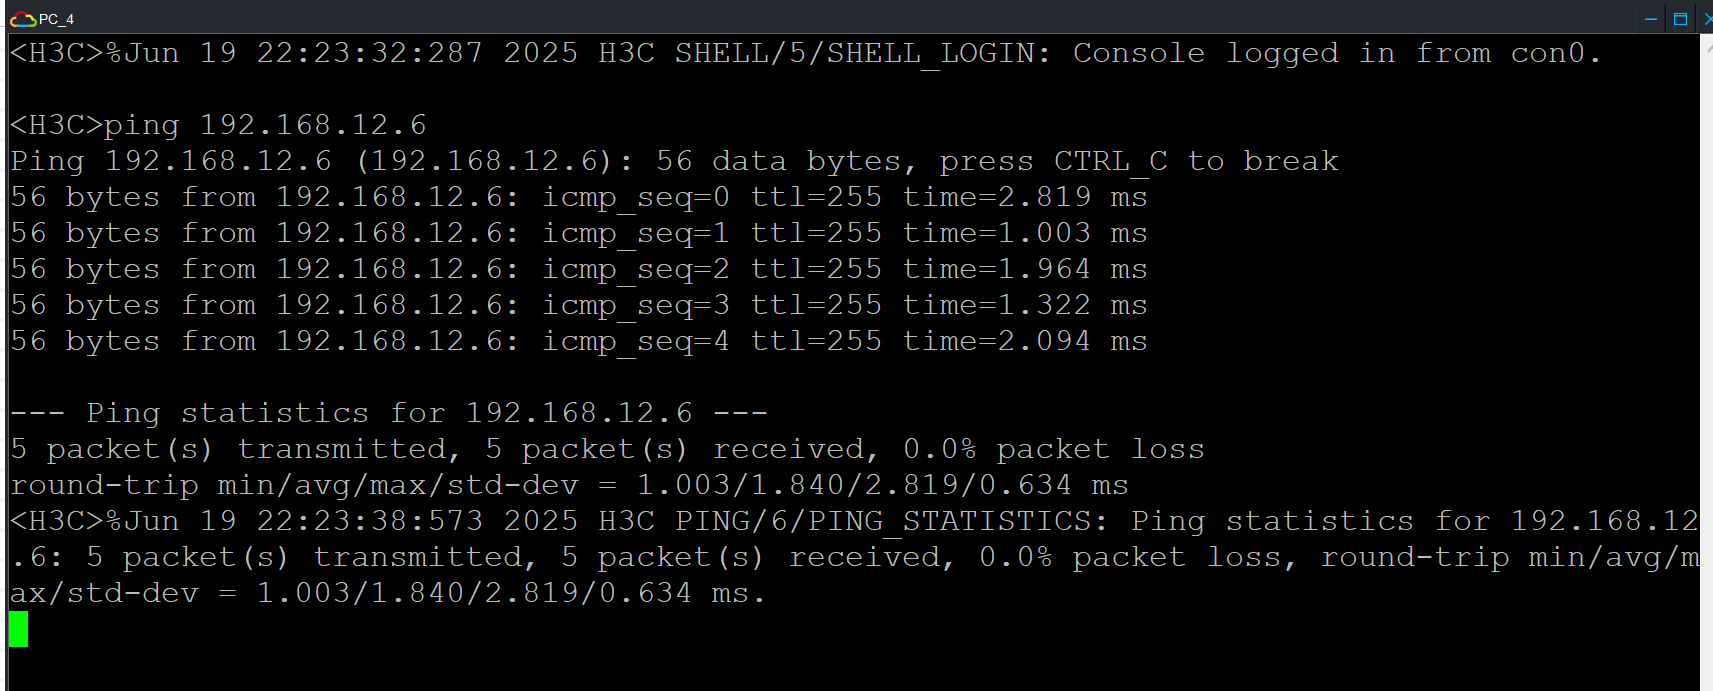 PC_4
<H3C>%Jun 19 22:23:32:287 2025 H3C SHELL/5/SHELL_LOGIN: Console logged in from con0.
<H3C>ping 192.168.12.6
Ping 192.168.12.6 (192.168.12.6): 56 data bytes, press CTRL_C to break
56 bytes from 192.168.12.6: icmp_seq=0 ttl=255 time=2.819 ms
56 bytes from 192.168.12.6: icmp_seq=1 ttl=255 time=1.003 ms
56 bytes from 192.168.12.6: icmp_seq=2 ttl=255 time=1.964 ms
56 bytes from 192.168.12.6: icmp_seq=3 ttl=255 time=1.322 ms
56 bytes from 192.168.12.6: icmp_seq=4 ttl=255 time=2.094 ms
--- Ping statistics for 192.168.12.6 ---
5 packet(s) transmitted, 5 packet(s) received, 0.0% packet loss
round-trip min/avg/max/std-dev = 1.003/1.840/2.819/0.634 ms
<H3C>%Jun 19 22:23:38:573 2025 H3C PING/6/PING_STATISTICS: Ping statistics for 192.168.12
.6: 5 packet(s) transmitted, 5 packet(s) received, 0.0% packet loss, round-trip min/avg/m
ax/std-dev = 1.003/1.840/2.819/0.634 ms.